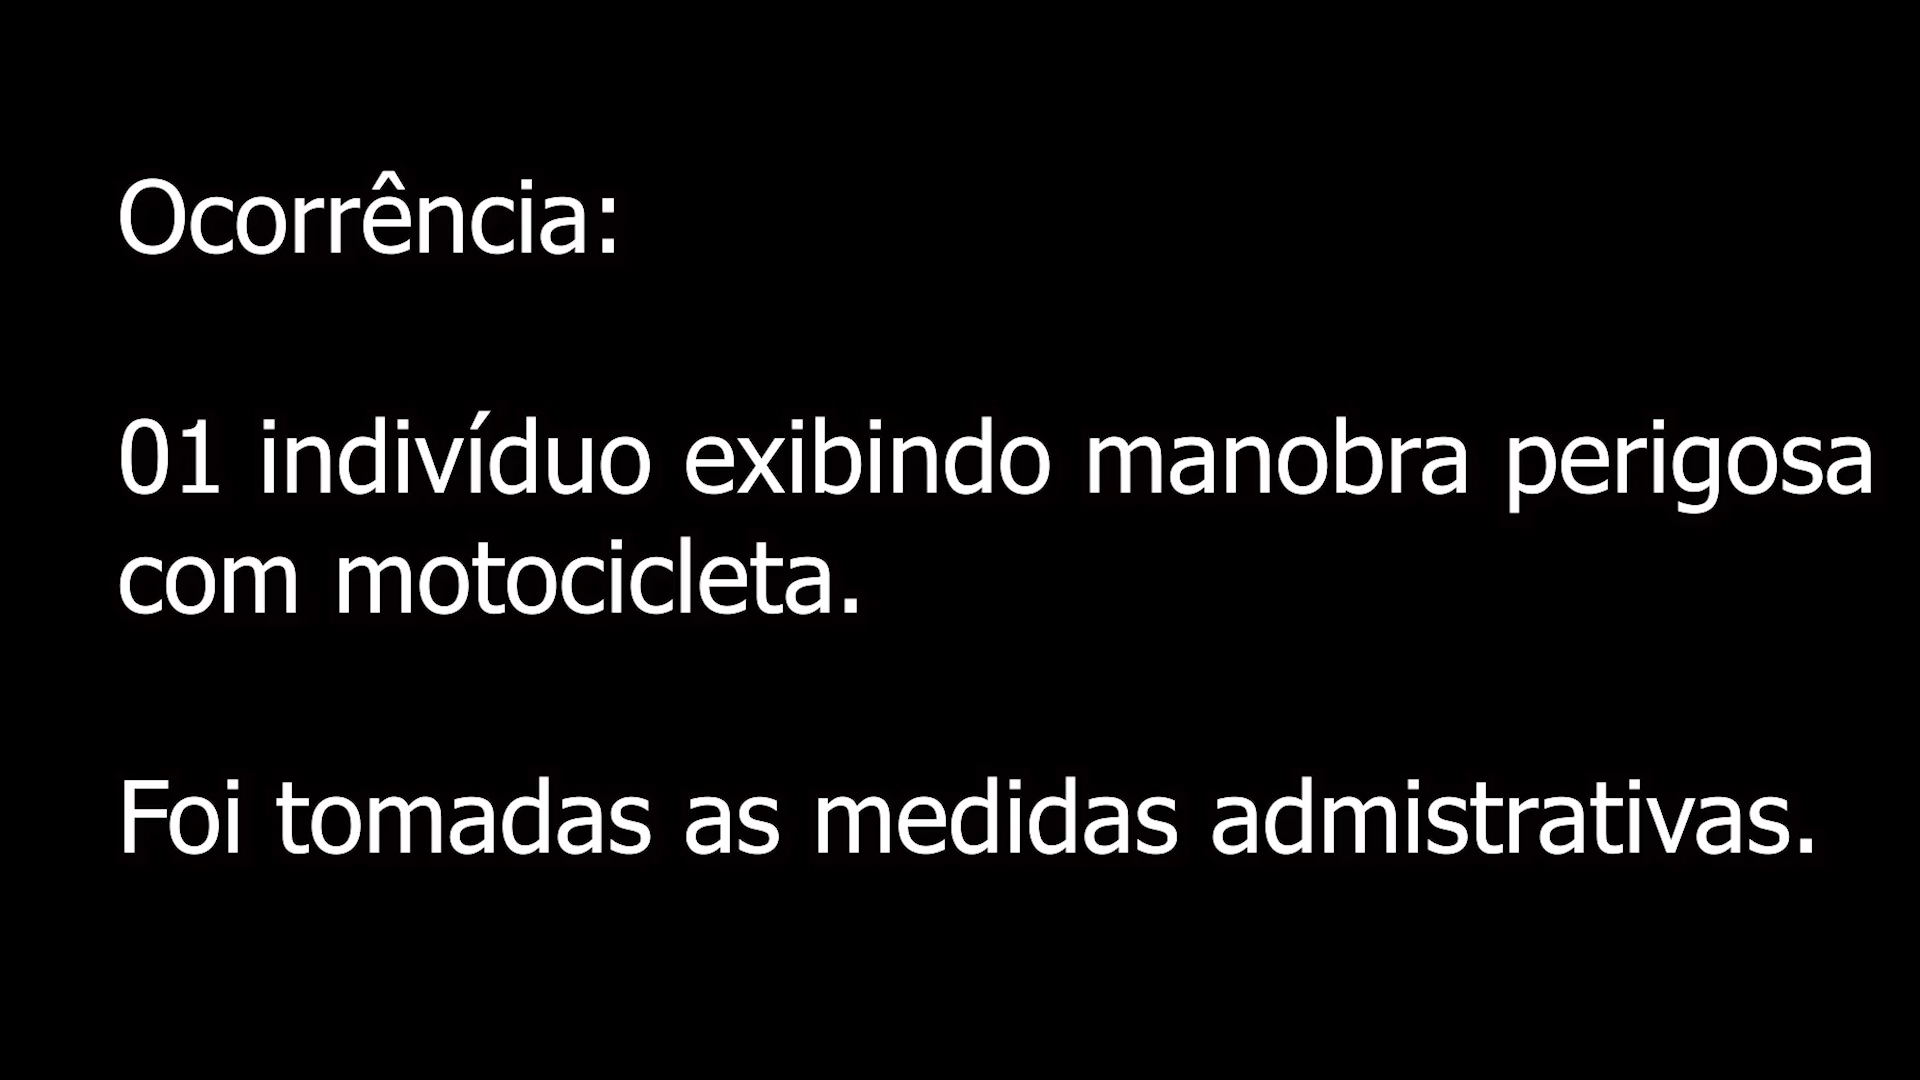 Ocorrência:
01 indivíduo exibindo manobra perigosa
com motocicleta.
Foi tomadas as medidas admistrativas.